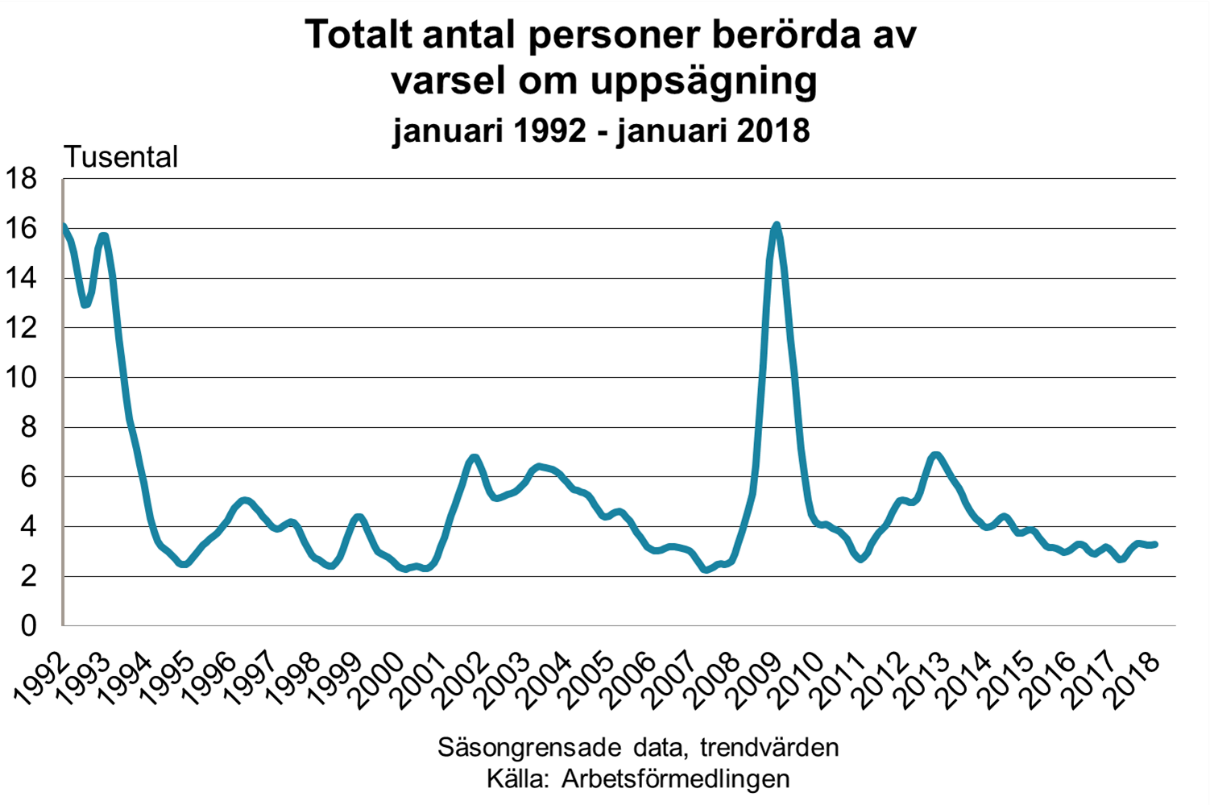 Totalt antal personer berörda av
varsel om uppsägning
januari 1992 - januari 2018
Tusental
18
16
14
12
10
8
6
4
2
0
1992 1993 1994 1995 1996 1997 1998 1999 2000 2001 2002 2003 2004 2005 2006 2007 2008 2009 2010 2011 2012 2013 2014 2015 2016 2017 2018
Säsongrensade data, trendvärden
Källa: Arbetsförmedlingen